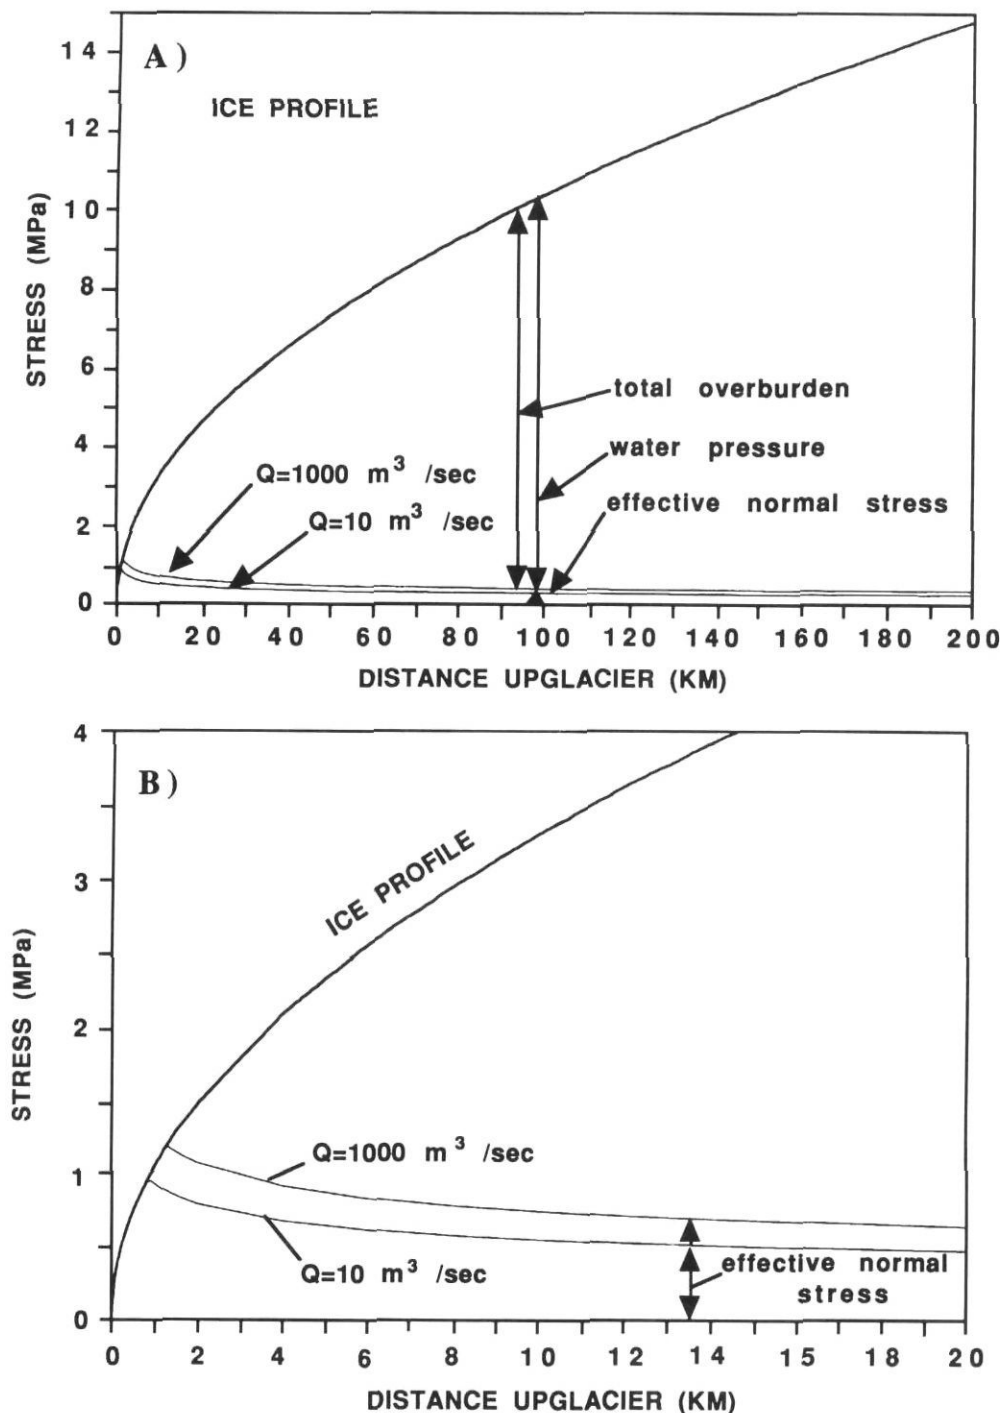 A )
ICE PROFILE
14
12
10
8
6
4
2
0
STRESS (MPa)
total overburden
water pressure
effective normal stress
Q=1000 m³ /sec
Q=10 m³ /sec
0 20 40 60 80 100 120 140 160 180 200
DISTANCE UPGLACIER (KM)
B )
ICE PROFILE
4
3
2
1
0
STRESS (MPa)
Q=1000 m³ /sec
Q=10 m³ /sec
effective normal
stress
0 2 4 6 8 10 12 14 15 18 20
DISTANCE UPGLACIER (KM)